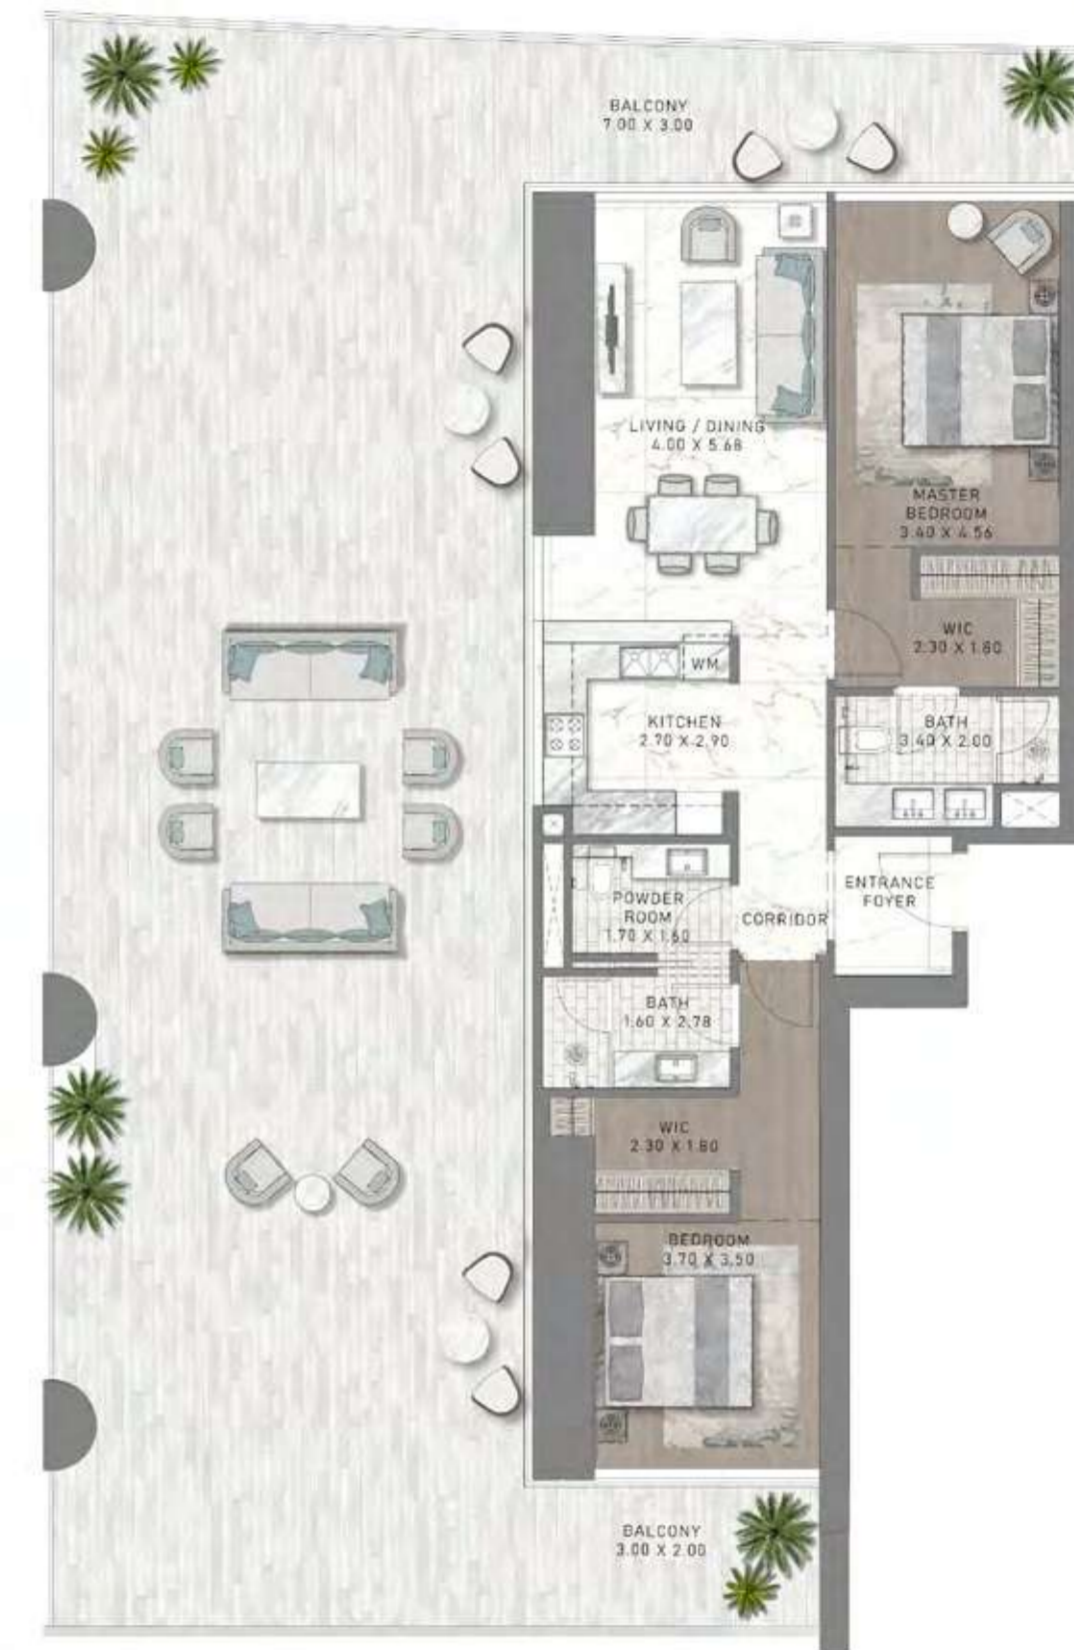 BALCONY
7.00 X 3.00
LIVING / DINING
4.00 X 5.68
MASTER
BEDROOM
3.40 X 4.56
WIC
2.30 X 1.80
WM
KITCHEN
2.70 X 2.90
BATH
3.40 X 2.00
POWDER
ROOM
1.70 X 1.60
CORRIDOR
ENTRANCE
FOYER
BATH
1.60 X 2.78
WIC
2.30 X 1.80
BEDROOM
3.70 X 3.50
BALCONY
3.00 X 2.00